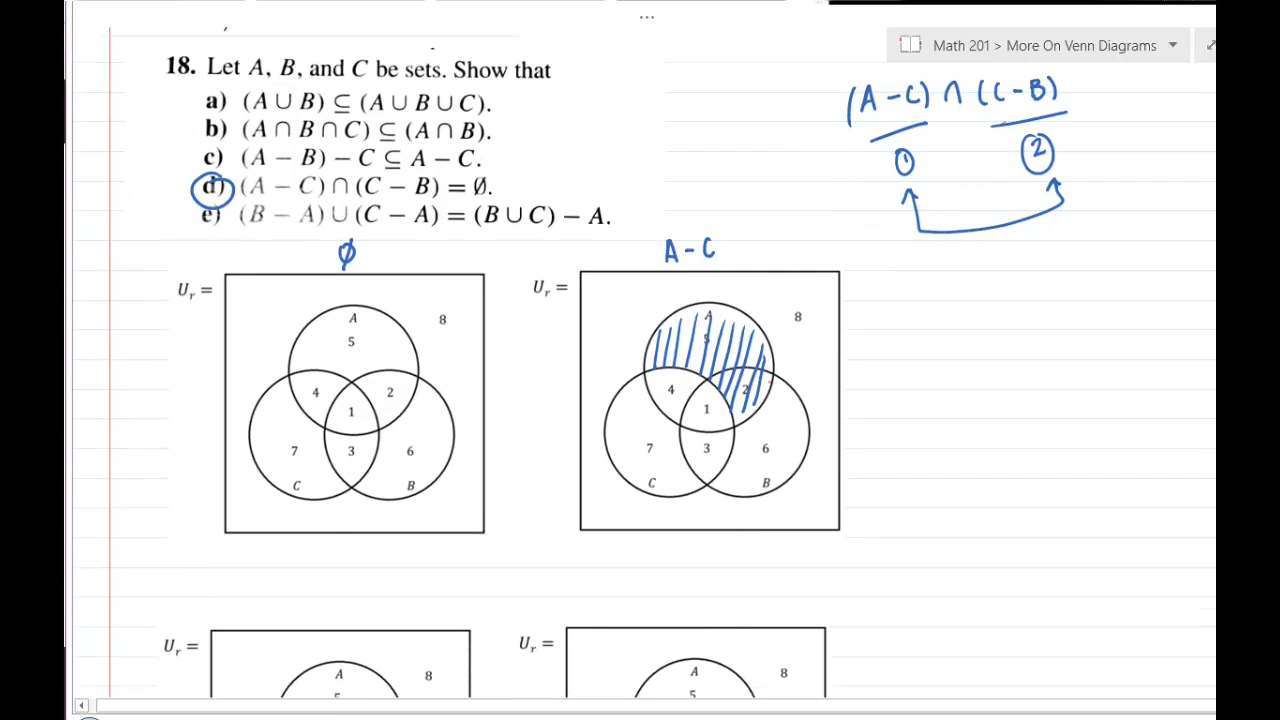 ...
Math 201 > More On Venn Diagrams
18. Let A, B, and C be sets. Show that
a) (A ∪ B) ⊆ (A ∪ B ∪ C).
b) (A ∩ B ∩ C) ⊆ (A ∩ B).
c) (A − B) − C ⊆ A − C.
d) (A − C) ∩ (C − B) = ∅.
e) (B − A) ∪ (C − A) = (B ∪ C) − A.
(A - C) ∩ (C - B)
① ②
∅
U_r =
A
8
5
4
2
1
7
3
6
C
B
A - C
U_r =
A
8
5
4
2
1
7
3
6
C
B
U_r =
A
8
U_r =
A
8
5